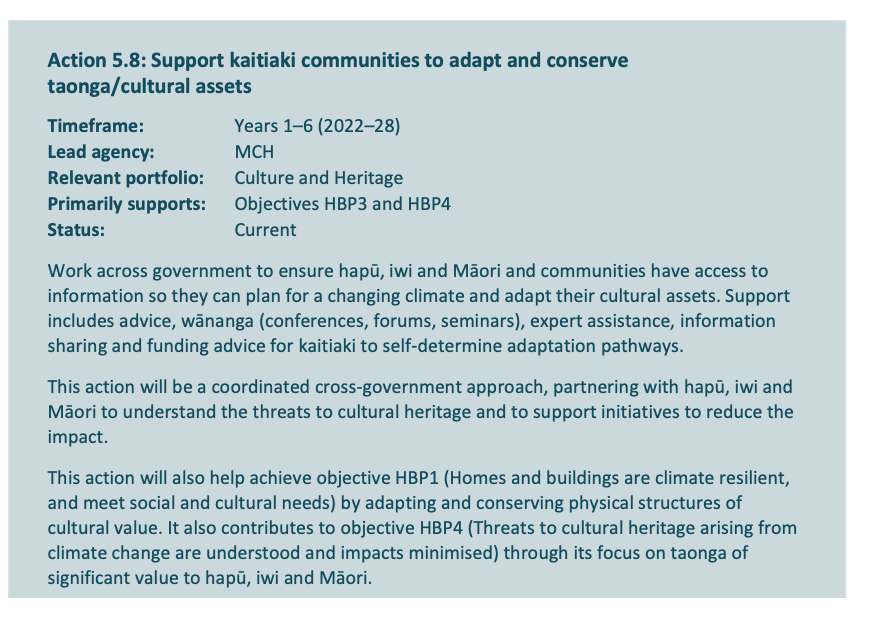 Action 5.8: Support kaitiaki communities to adapt and conserve
taonga/cultural assets
Timeframe: Years 1–6 (2022–28)
Lead agency: MCH
Relevant portfolio: Culture and Heritage
Primarily supports: Objectives HBP3 and HBP4
Status: Current
Work across government to ensure hapū, iwi and Māori and communities have access to
information so they can plan for a changing climate and adapt their cultural assets. Support
includes advice, wānanga (conferences, forums, seminars), expert assistance, information
sharing and funding advice for kaitiaki to self-determine adaptation pathways.
This action will be a coordinated cross-government approach, partnering with hapū, iwi and
Māori to understand the threats to cultural heritage and to support initiatives to reduce the
impact.
This action will also help achieve objective HBP1 (Homes and buildings are climate resilient,
and meet social and cultural needs) by adapting and conserving physical structures of
cultural value. It also contributes to objective HBP4 (Threats to cultural heritage arising from
climate change are understood and impacts minimised) through its focus on taonga of
significant value to hapū, iwi and Māori.